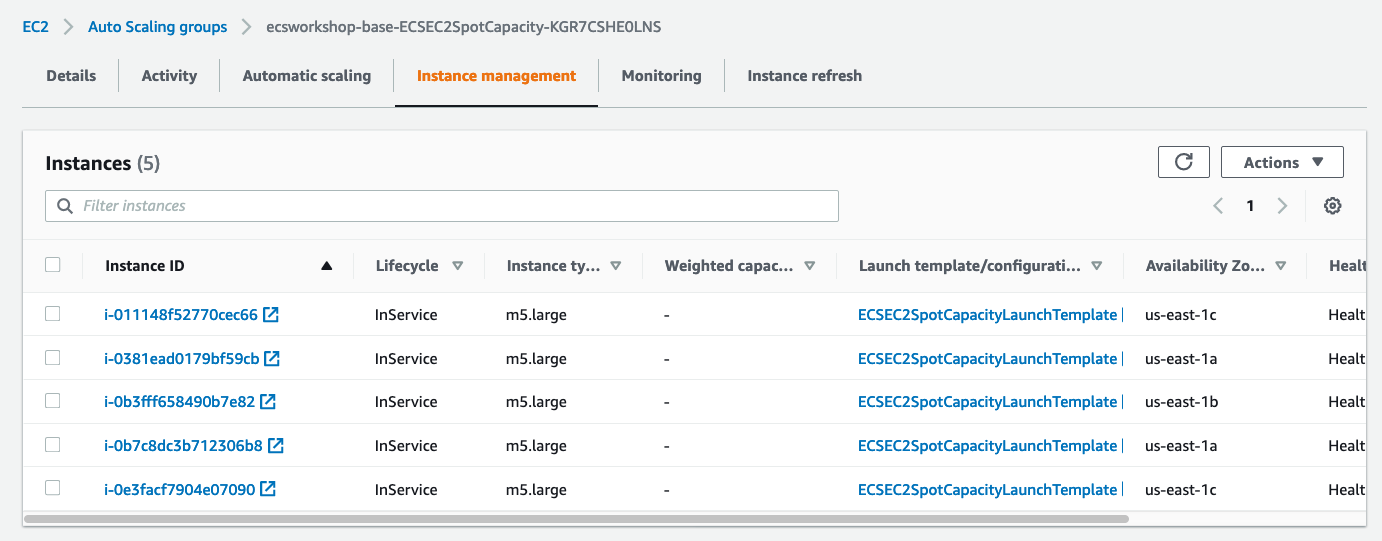 EC2 > Auto Scaling groups > ecsworkshop-base-ECSEC2SpotCapacity-KGR7CSHE0LNS
Details Activity Automatic scaling Instance management Monitoring Instance refresh
Instances (5) Actions
Filter instances 1
Instance ID Lifecycle Instance ty... Weighted capac... Launch template/configurati... Availability Zo... Healt
i-011148f52770cec66 InService m5.large - ECSEC2SpotCapacityLaunchTemplate | us-east-1c Healt
i-0381ead0179bf59cb InService m5.large - ECSEC2SpotCapacityLaunchTemplate | us-east-1a Healt
i-0b3fff658490b7e82 InService m5.large - ECSEC2SpotCapacityLaunchTemplate | us-east-1b Healt
i-0b7c8dc3b712306b8 InService m5.large - ECSEC2SpotCapacityLaunchTemplate | us-east-1a Healt
i-0e3facf7904e07090 InService m5.large - ECSEC2SpotCapacityLaunchTemplate | us-east-1c Healt